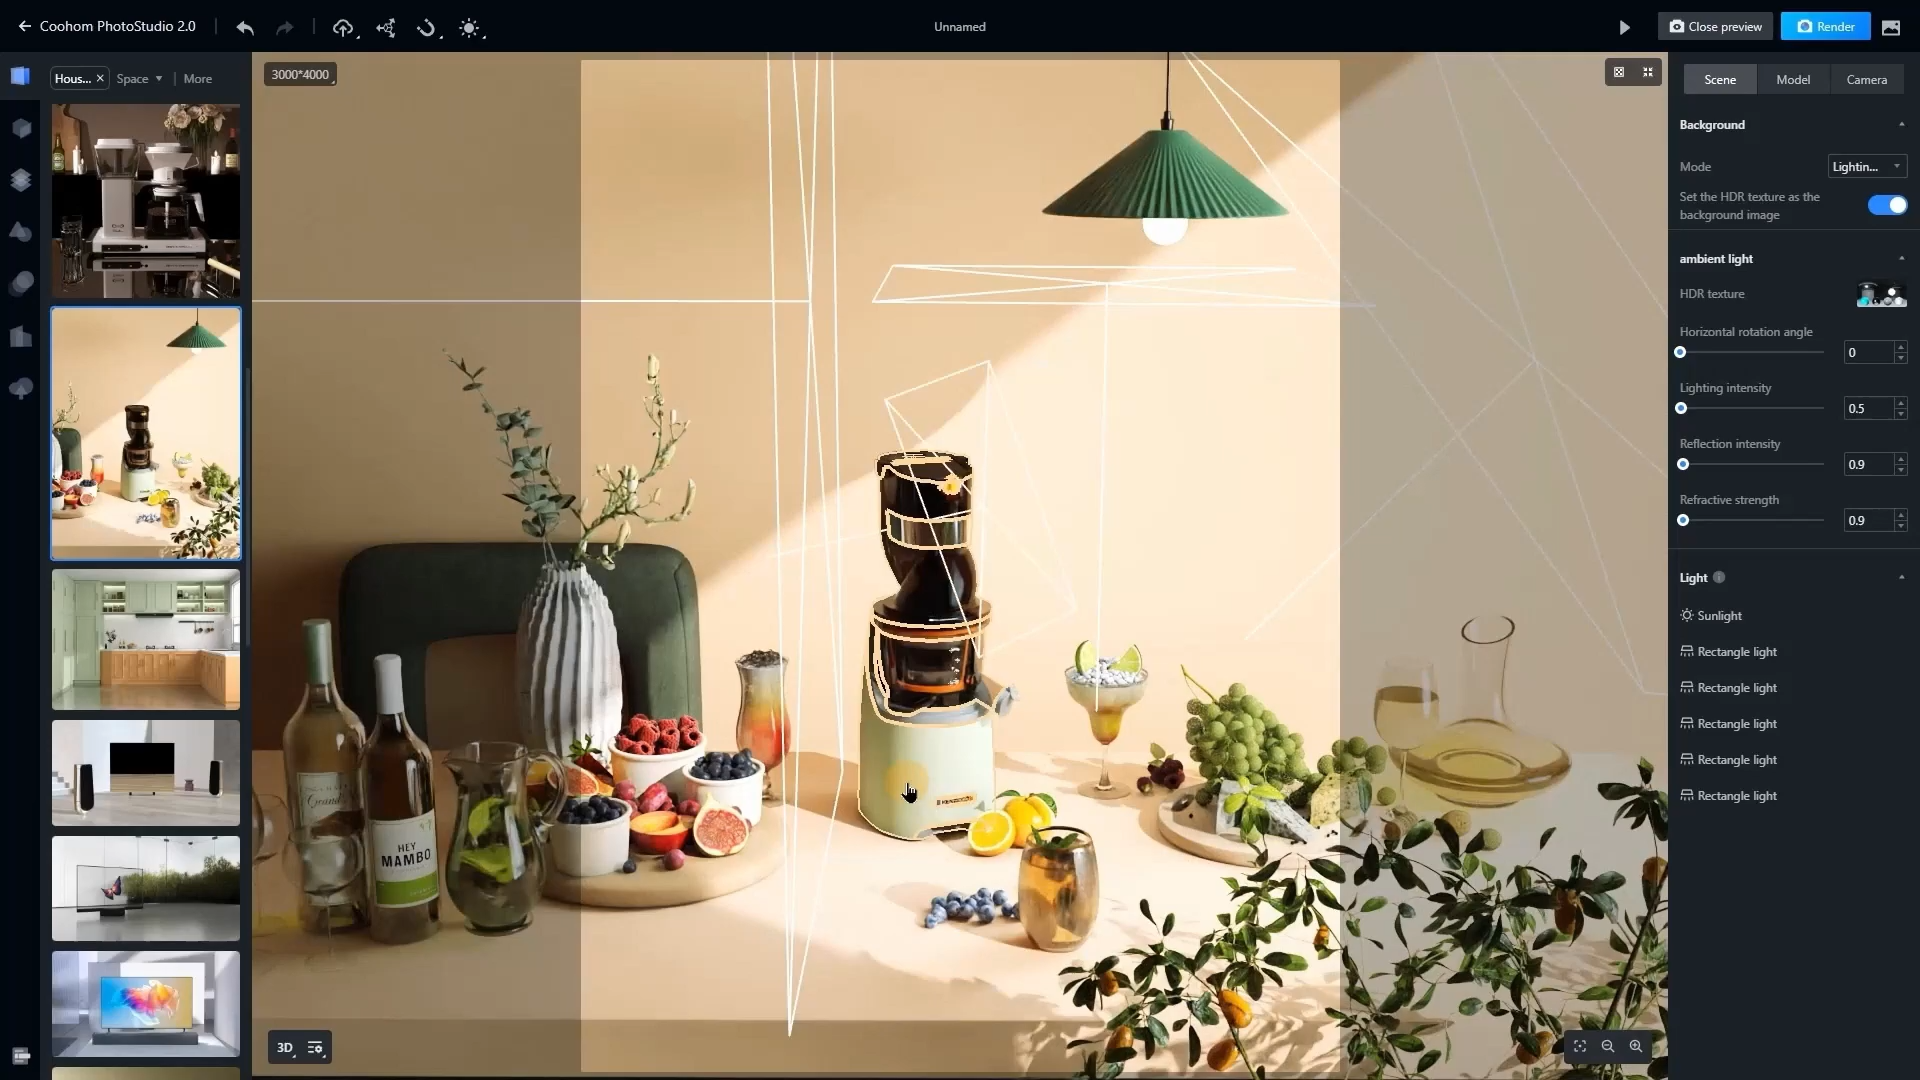 Coohom PhotoStudio 2.0
Unnamed
Close preview
Render
Hous...
Space
More
3000*4000
Scene
Model
Camera
Background
Mode
Lightin...
Set the HDR texture as the
background image
ambient light
HDR texture
Horizontal rotation angle
0
Lighting intensity
0.5
Reflection intensity
0.9
Refractive strength
0.9
Light
Sunlight
Rectangle light
Rectangle light
Rectangle light
Rectangle light
Rectangle light
HEY
MAMBO
3D